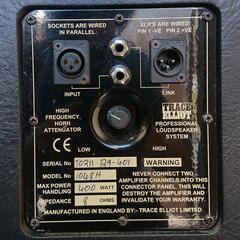 SOCKETS ARE WIRED
IN PARALLEL:
XLR'S ARE WIRED
PIN 1 -VE PIN 2 +VE
INPUT
LINK
HIGH
FREQUENCY
HORN
ATTENUATOR
TRACE
ELLIOT
PROFESSIONAL
LOUDSPEAKER
SYSTEM
CE LOW
HIGH
SERIAL NO
WARNING
MODEL NO 1048H
MAX POWER
HANDLING 400 WATT
IMPEDANCE 8 OHMS
NEVER CONNECT TWO
AMPLIFIER SPEAKER O/PS INTO THIS
CONNECTOR PANEL. THIS WILL
DESTROY THE AMPLIFIER AND
INVALIDATE YOUR WARRANTY.
MANUFACTURED IN ENGLAND BY:- TRACE ELLIOT LIMITED